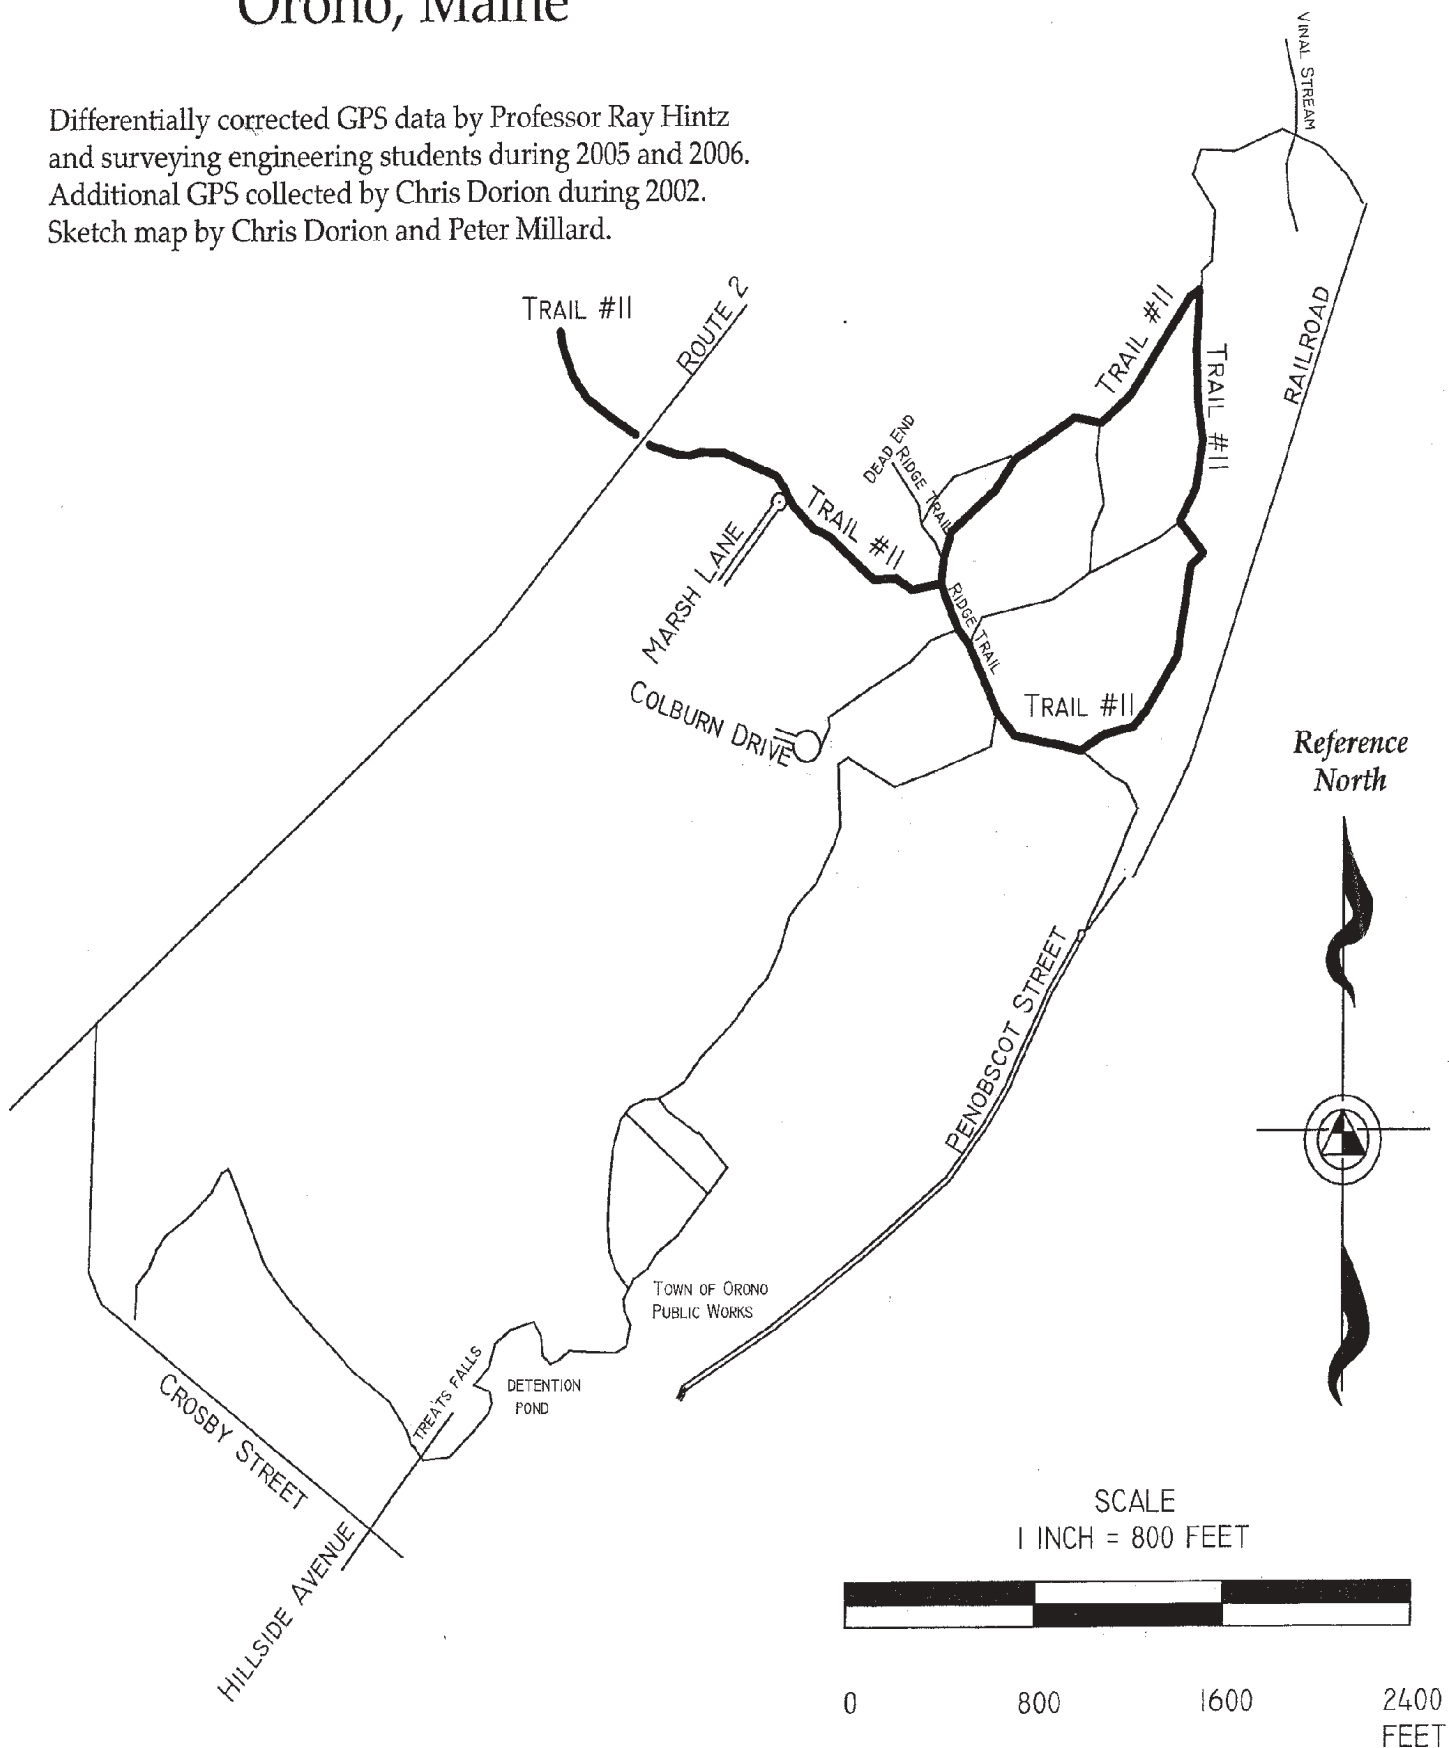 Orono, Maine
Differentially corrected GPS data by Professor Ray Hintz
and surveying engineering students during 2005 and 2006.
Additional GPS collected by Chris Dorion during 2002.
Sketch map by Chris Dorion and Peter Millard.
VINAL STREAM
TRAIL #11
ROUTE 2
TRAIL #11
TRAIL #11
RAILROAD
DEAD END
RIDGE TRAIL
TRAIL #11
MARSH LANE
RIDGE TRAIL
COLBURN DRIVE
TRAIL #11
Reference
North
PENOBSCOT STREET
TOWN OF ORONO
PUBLIC WORKS
TREATS FALLS
DETENTION
POND
CROSBY STREET
HILLSIDE AVENUE
SCALE
1 INCH = 800 FEET
0 800 1600 2400
FEET